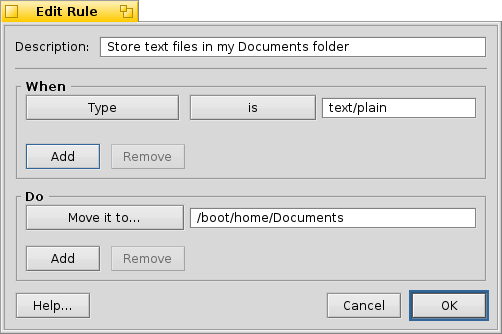 Edit Rule
Description: Store text files in my Documents folder
When
Type is text/plain
Add Remove
Do
Move it to... /boot/home/Documents
Add Remove
Help... Cancel OK